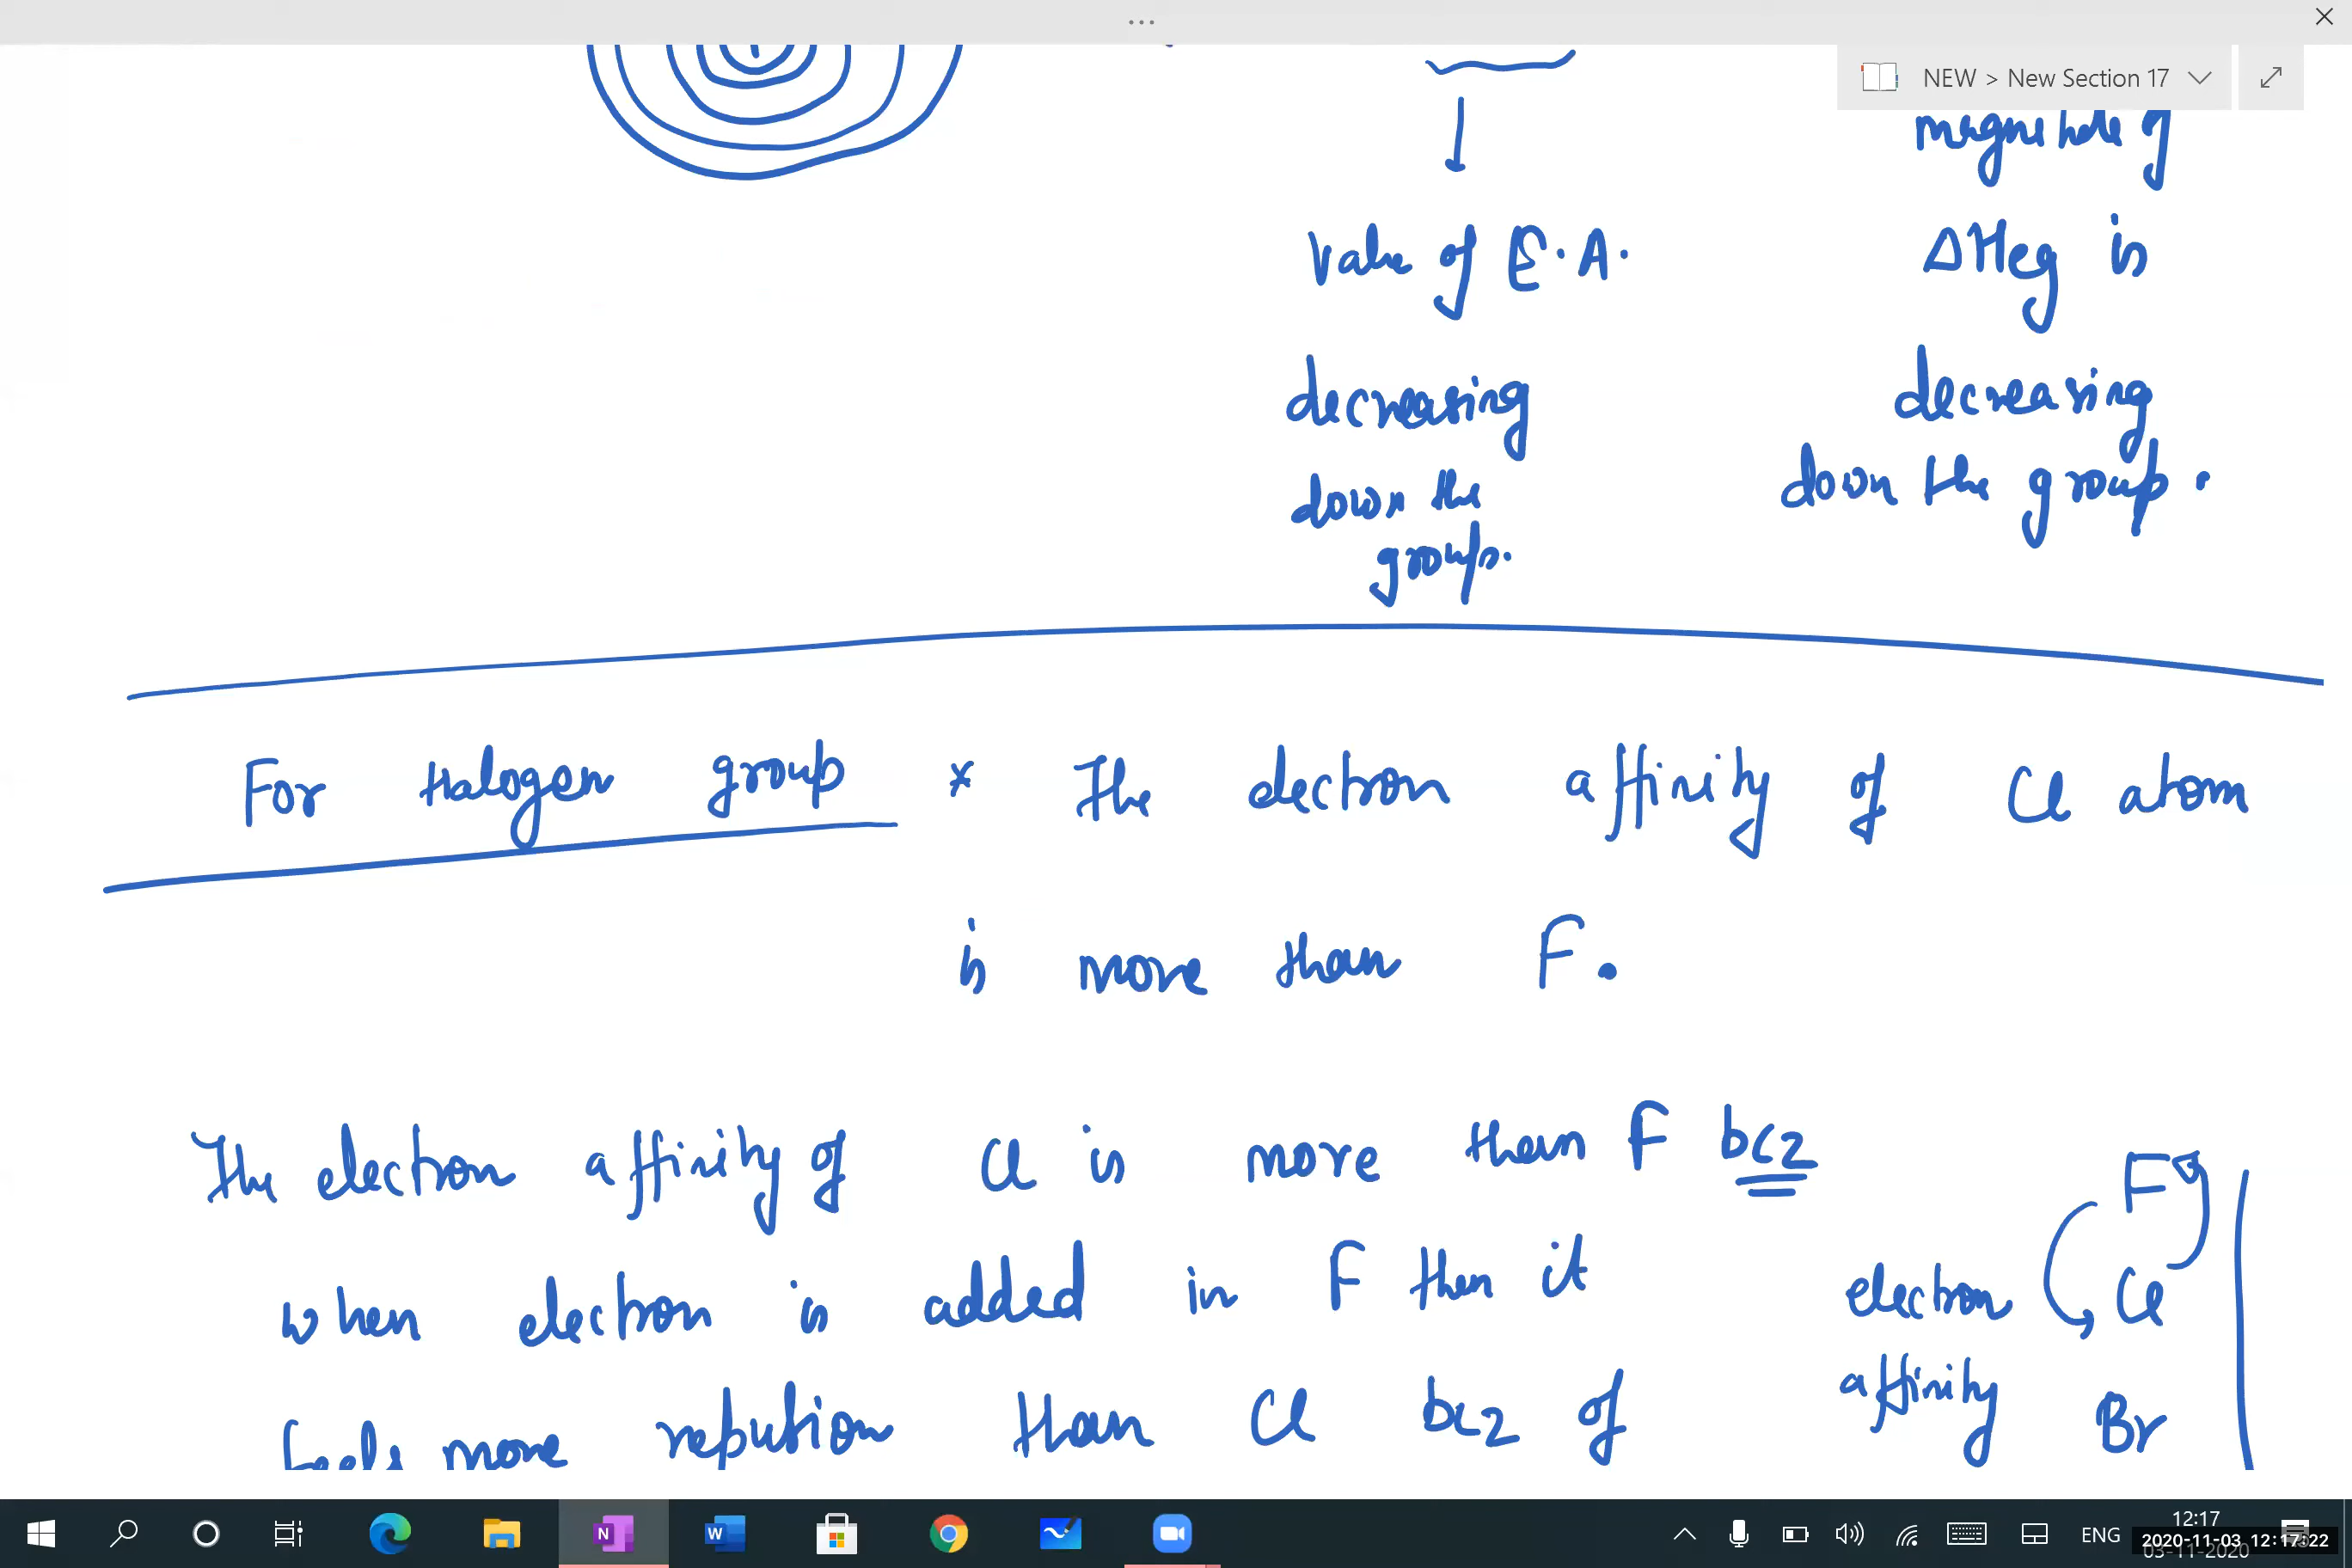 NEW > New Section 17
magnitude of
Value of E.A.
ΔHeg is
decreasing
decreasing
down the
group.
down the group.
For Halogen group * The electron affinity of Cl atom
is more than F.
The electron affinity of Cl is more than F bcz
when electron is added in F then it
feels more repulsion than Cl bcz of
F
electron Cl
affinity Br
ENG
12:17
03-11-2020
2020-11-03 12:17:22